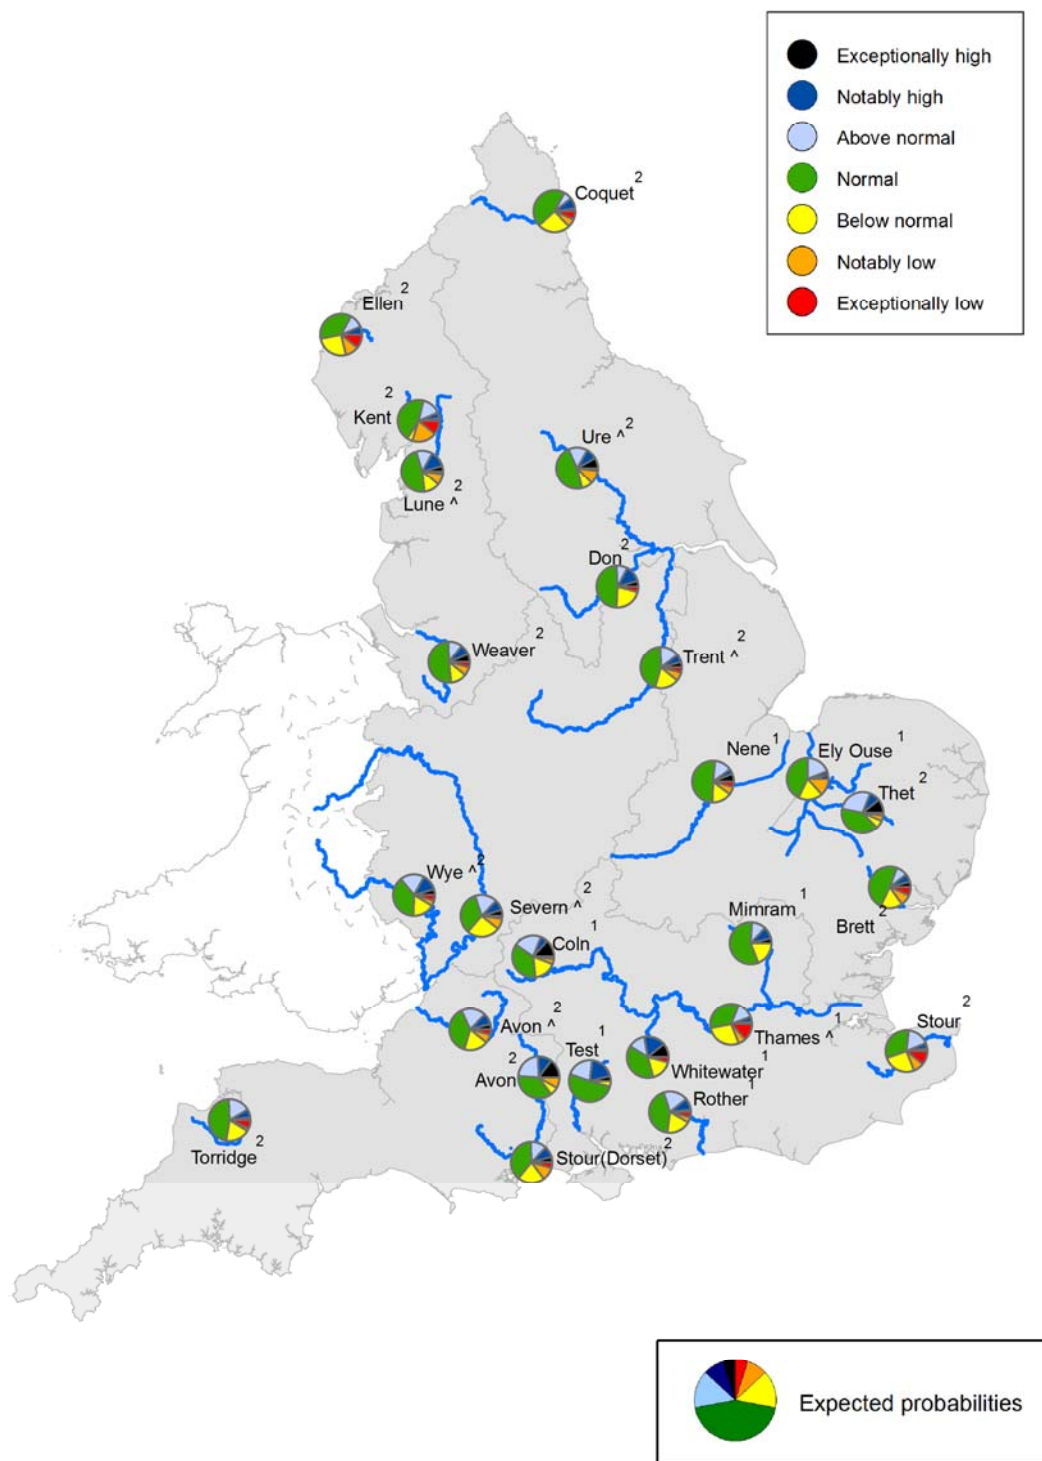 Exceptionally high
Notably high
Above normal
Normal
Below normal
Notably low
Exceptionally low
Coquet 2
Ellen 2
Kent 2
Ure ^ 2
Lune ^ 2
Don 2
Weaver 2
Trent ^ 2
Nene 1
Ely Ouse 1
Thet 2
Wye ^ 2
Severn ^ 2
Mimram 1
Brett 2
Coln 1
Avon ^ 2
Thames ^ 1
Stour 2
Test 1
Avon 2
Whitewater 1
Rother 1
Torridge 2
Stour(Dorset) 2
Expected probabilities